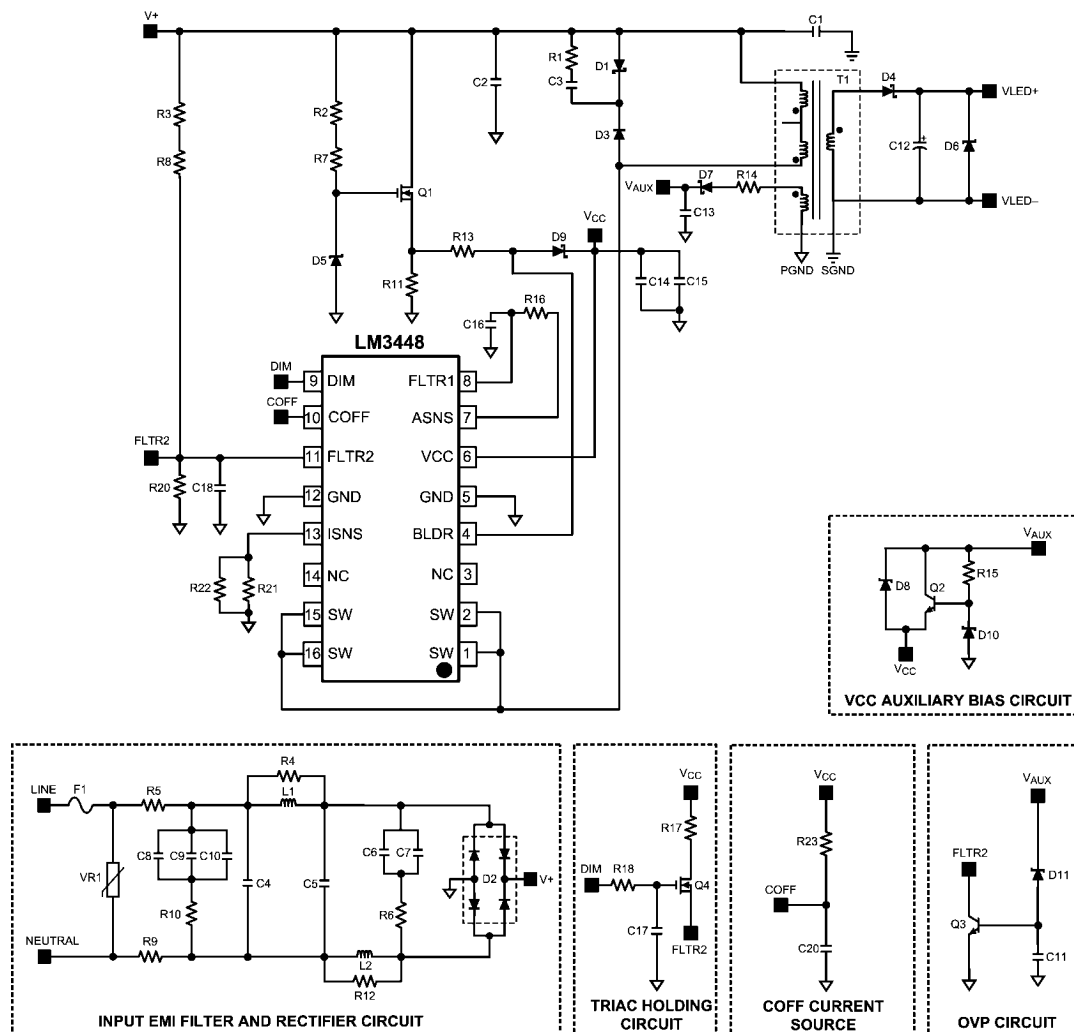 V+
C1
R1
C3
D1
C2
R3
R2
T1
D4
VLED+
R8
R7
D3
C12
+
D6
Q1
VAUX
D7
R14
C13
VLED–
VCC
R13
D9
D5
R11
C14
C15
PGND
SGND
R16
C16
LM3448
DIM
9
DIM
FLTR1
8
COFF
10
COFF
ASNS
7
FLTR2
11
FLTR2
VCC
6
R20
C18
12
GND
GND
5
13
ISNS
BLDR
4
R22
R21
14
NC
NC
3
15
SW
SW
2
16
SW
SW
1
VAUX
R15
D8
Q2
D10
VCC
VCC AUXILIARY BIAS CIRCUIT
R4
LINE
F1
R5
L1
C8
C9
C10
C6
C7
VR1
C4
C5
D2
V+
R10
R6
NEUTRAL
R9
L2
R12
INPUT EMI FILTER AND RECTIFIER CIRCUIT
VCC
R17
DIM
R18
Q4
C17
FLTR2
TRIAC HOLDING
CIRCUIT
VCC
R23
COFF
C20
COFF CURRENT
SOURCE
VAUX
FLTR2
D11
Q3
C11
OVP CIRCUIT